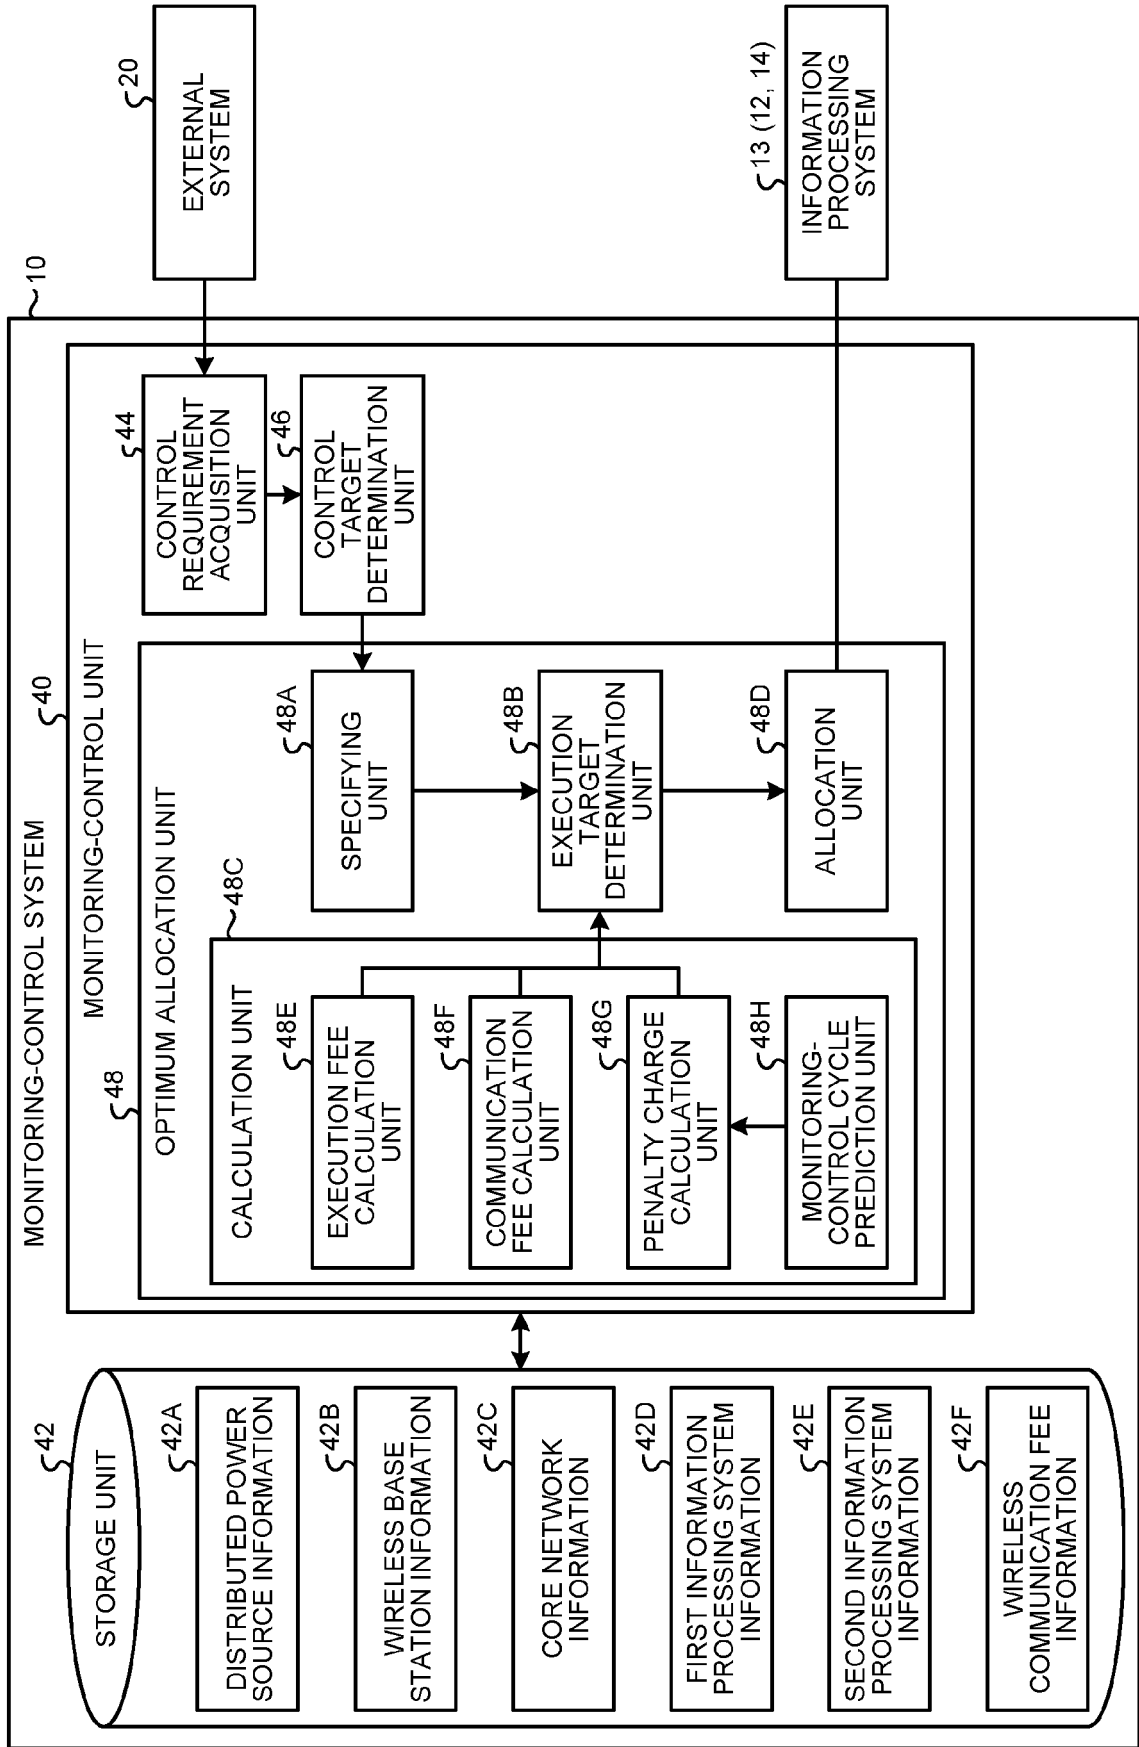 MONITORING-CONTROL SYSTEM
10
STORAGE UNIT
42
DISTRIBUTED POWER
SOURCE INFORMATION
42A
WIRELESS BASE
STATION INFORMATION
42B
CORE NETWORK
INFORMATION
42C
FIRST INFORMATION
PROCESSING SYSTEM
INFORMATION
42D
SECOND INFORMATION
PROCESSING SYSTEM
INFORMATION
42E
WIRELESS
COMMUNICATION FEE
INFORMATION
42F
MONITORING-CONTROL UNIT
40
OPTIMUM ALLOCATION UNIT
48
CALCULATION UNIT
48C
EXECUTION FEE
CALCULATION
UNIT
48E
COMMUNICATION
FEE CALCULATION
UNIT
48F
PENALTY CHARGE
CALCULATION
UNIT
48G
MONITORING-
CONTROL CYCLE
PREDICTION UNIT
48H
SPECIFYING
UNIT
48A
EXECUTION
TARGET
DETERMINATION
UNIT
48B
ALLOCATION
UNIT
48D
CONTROL
REQUIREMENT
ACQUISITION
UNIT
44
CONTROL
TARGET
DETERMINATION
UNIT
46
EXTERNAL
SYSTEM
20
INFORMATION
PROCESSING
SYSTEM
13 (12, 14)